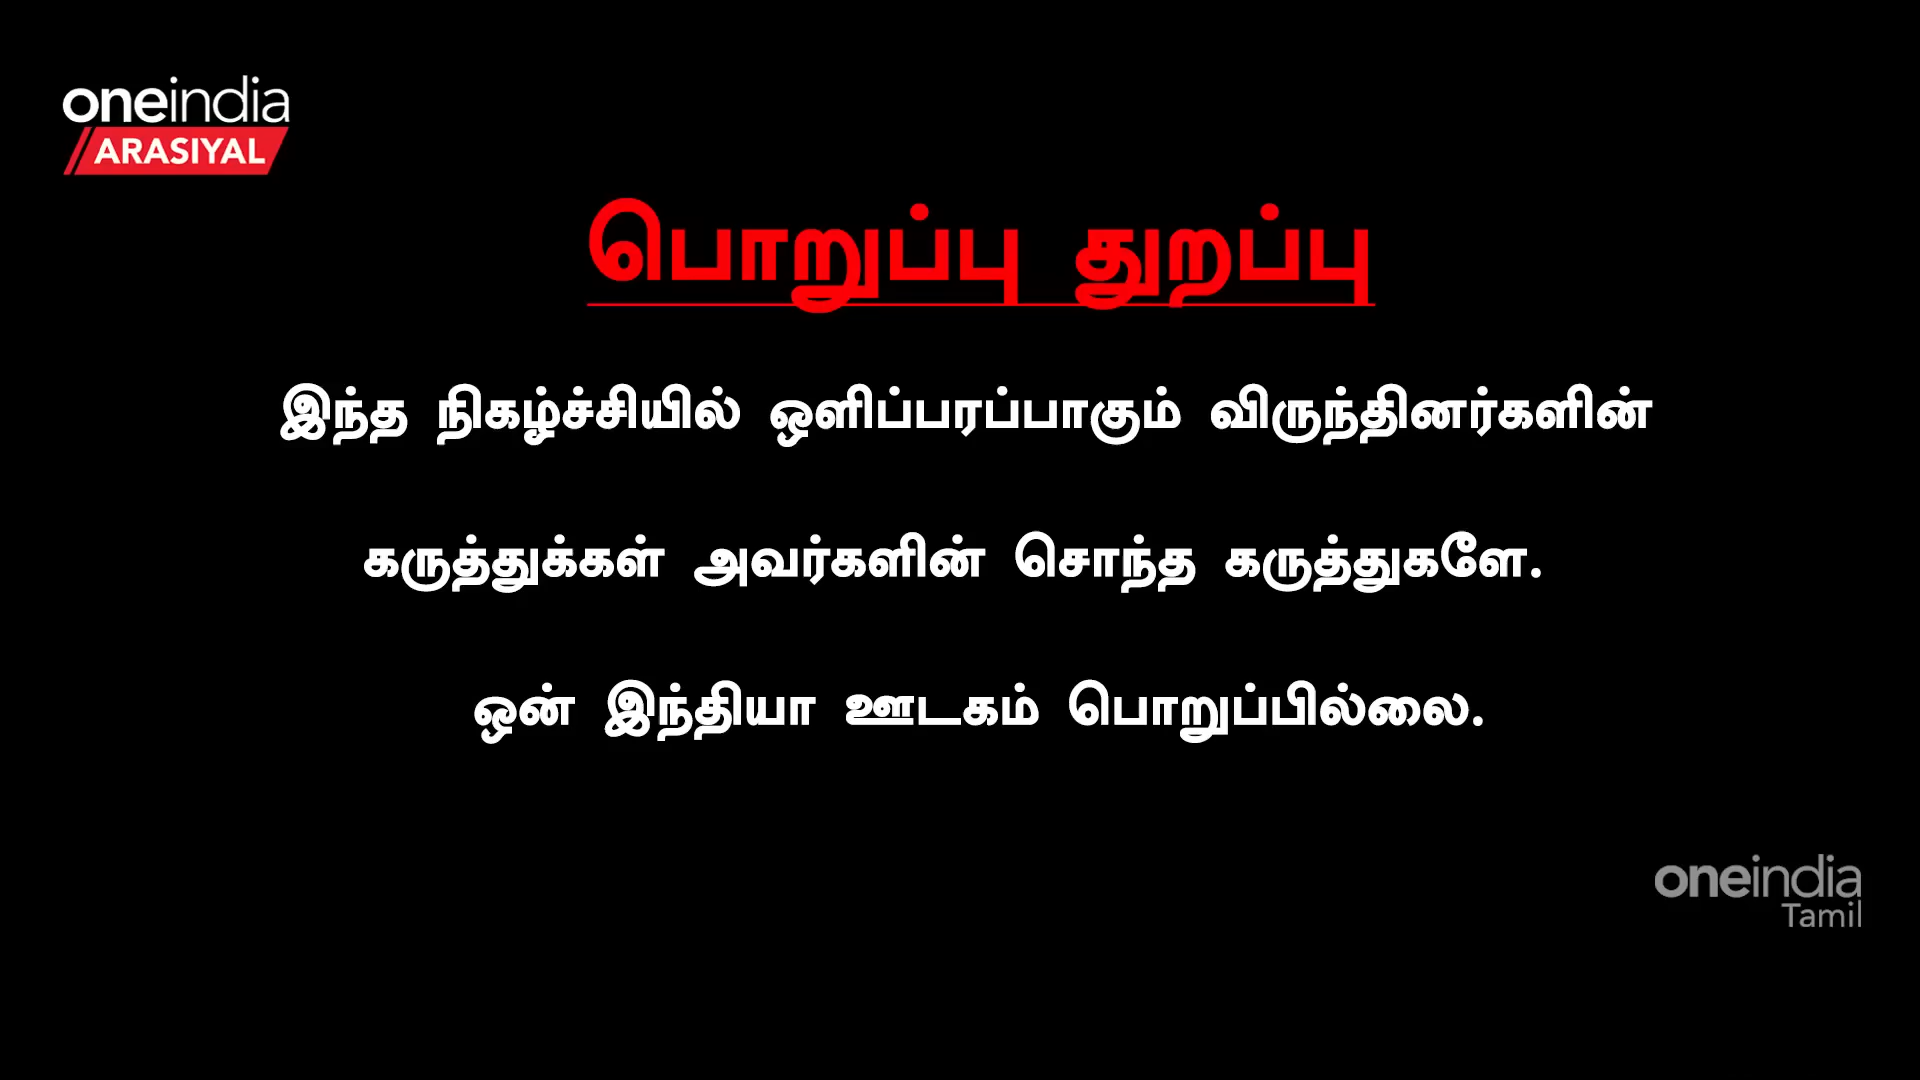 oneindia
ARASIYAL
பொறுப்பு துறப்பு
இந்த நிகழ்ச்சியில் ஒளிப்பரப்பாகும் விருந்தினர்களின்
கருத்துக்கள் அவர்களின் சொந்த கருத்துகளே.
ஒன் இந்தியா ஊடகம் பொறுப்பில்லை.
oneindia
Tamil